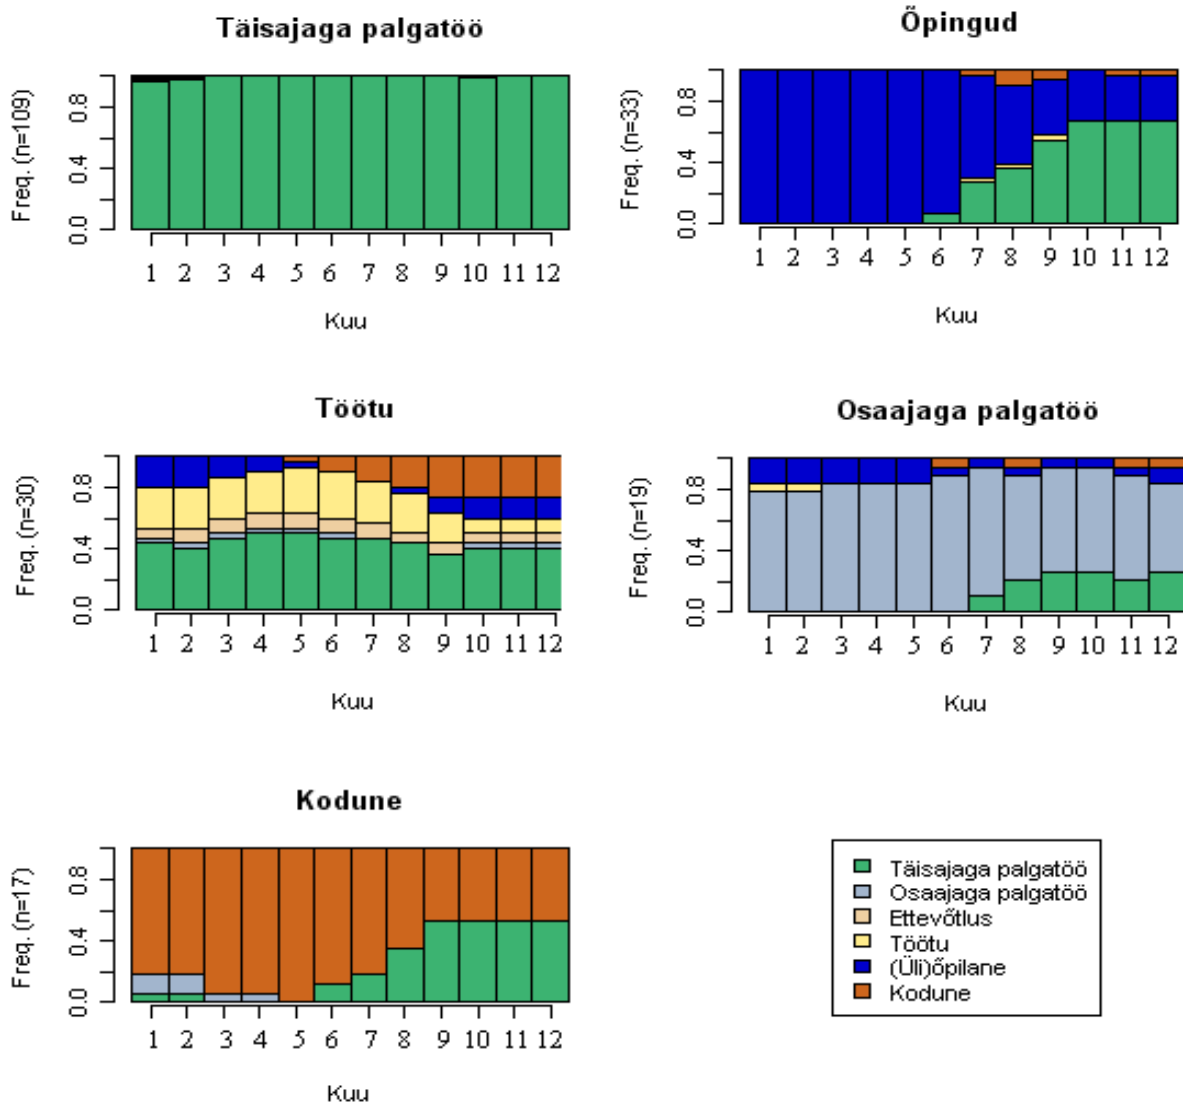 Täisajaga palgatöö
Freq. (n=109)
0.0 0.4 0.8
1 2 3 4 5 6 7 8 9 10 11 12
Kuu
Õpingud
Freq. (n=33)
0.0 0.4 0.8
1 2 3 4 5 6 7 8 9 10 11 12
Kuu
Töötu
Freq. (n=30)
0.0 0.4 0.8
1 2 3 4 5 6 7 8 9 10 11 12
Kuu
Osaajaga palgatöö
Freq. (n=19)
0.0 0.4 0.8
1 2 3 4 5 6 7 8 9 10 11 12
Kuu
Kodune
Freq. (n=17)
0.0 0.4 0.8
1 2 3 4 5 6 7 8 9 10 11 12
Kuu
Täisajaga palgatöö
Osaajaga palgatöö
Ettevõtlus
Töötu
(Üli)õpilane
Kodune